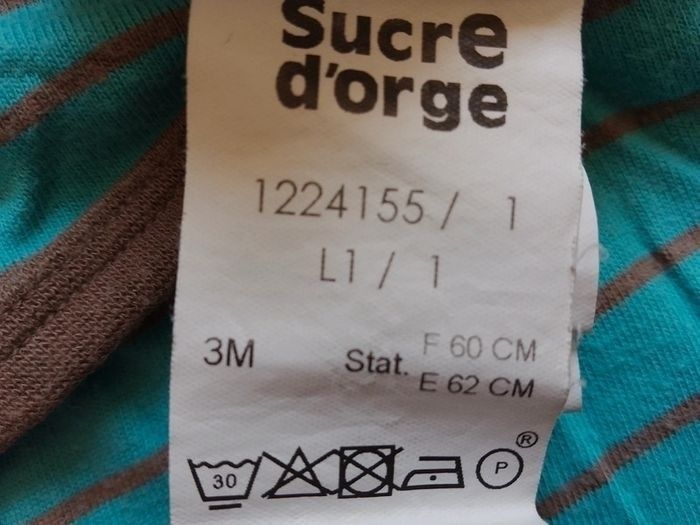 Sucre
d'orge
1224155 / 1
L1 / 1
3M
Stat.
F 60 CM
E 62 CM
30
P
®